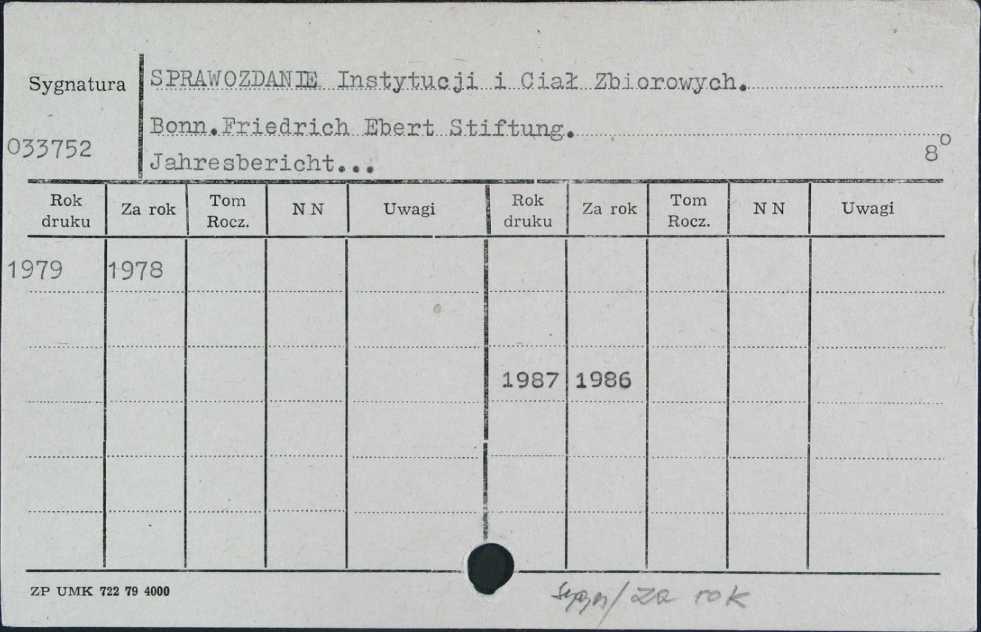 Sygnatura SPRAWOZDANIE Instytucji i Ciał Zbiorowych.
Bonn.Friedrich Ebert Stiftung.
033752 Jahresbericht... 8°
Rok druku Za rok Tom Rocz. N N Uwagi Rok druku Za rok Tom Rocz. N N Uwagi
1979 1978
1987 1986
ZP UMK 722 79 4000
/ za rok